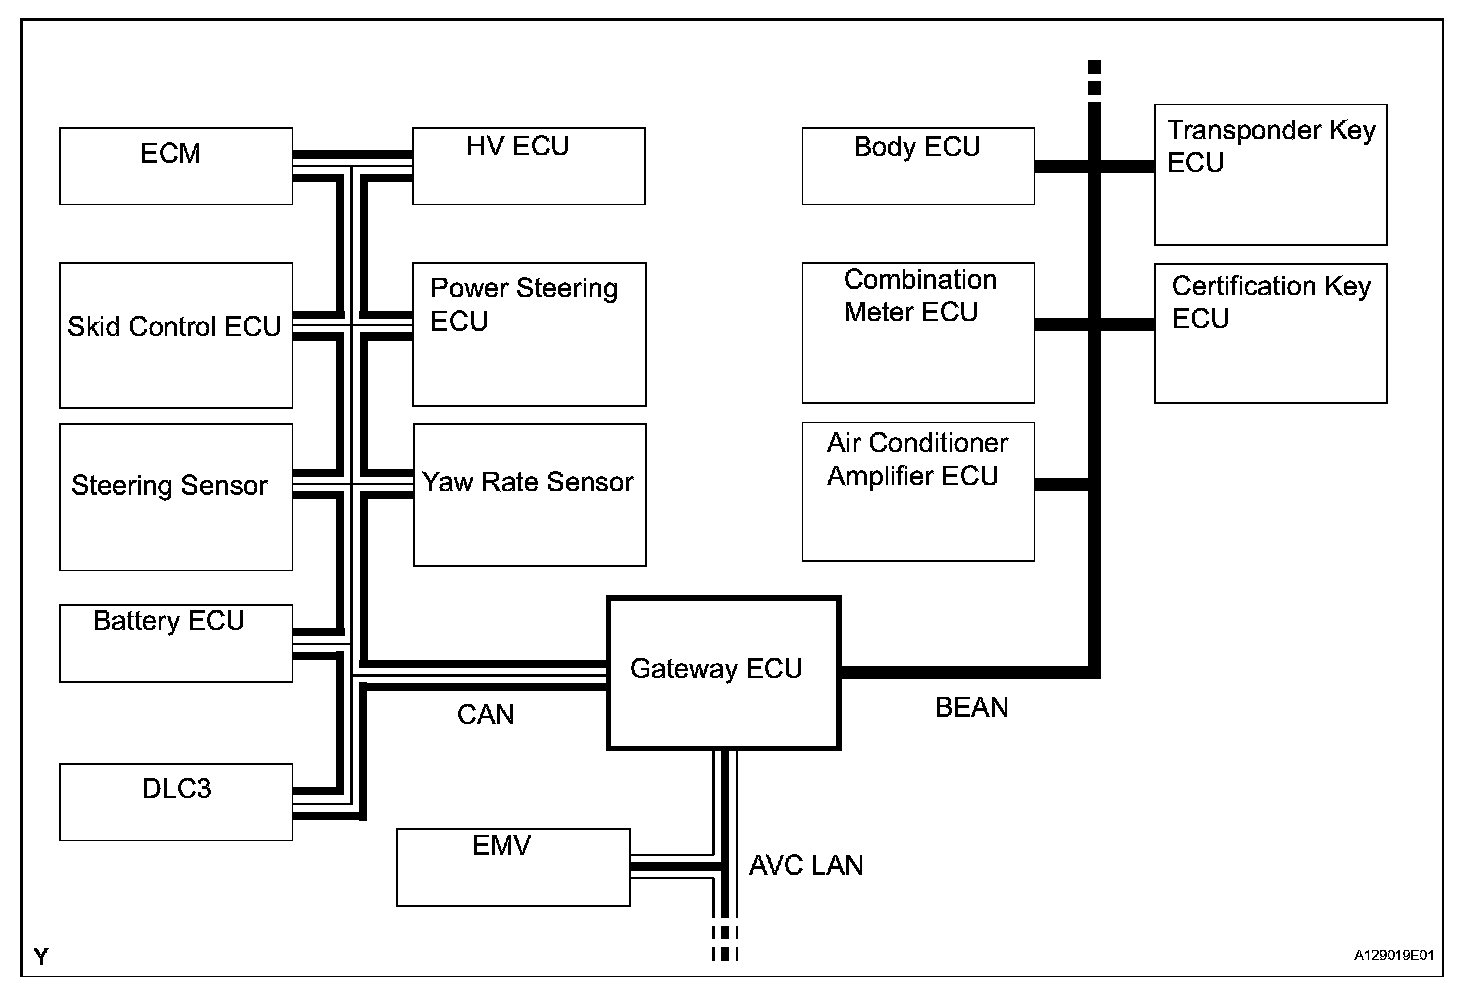 ECM
HV ECU
Body ECU
Transponder Key
ECU
Skid Control ECU
Power Steering
ECU
Combination
Meter ECU
Certification Key
ECU
Steering Sensor
Yaw Rate Sensor
Air Conditioner
Amplifier ECU
Battery ECU
Gateway ECU
CAN
BEAN
DLC3
EMV
AVC LAN
Y
A129019E01